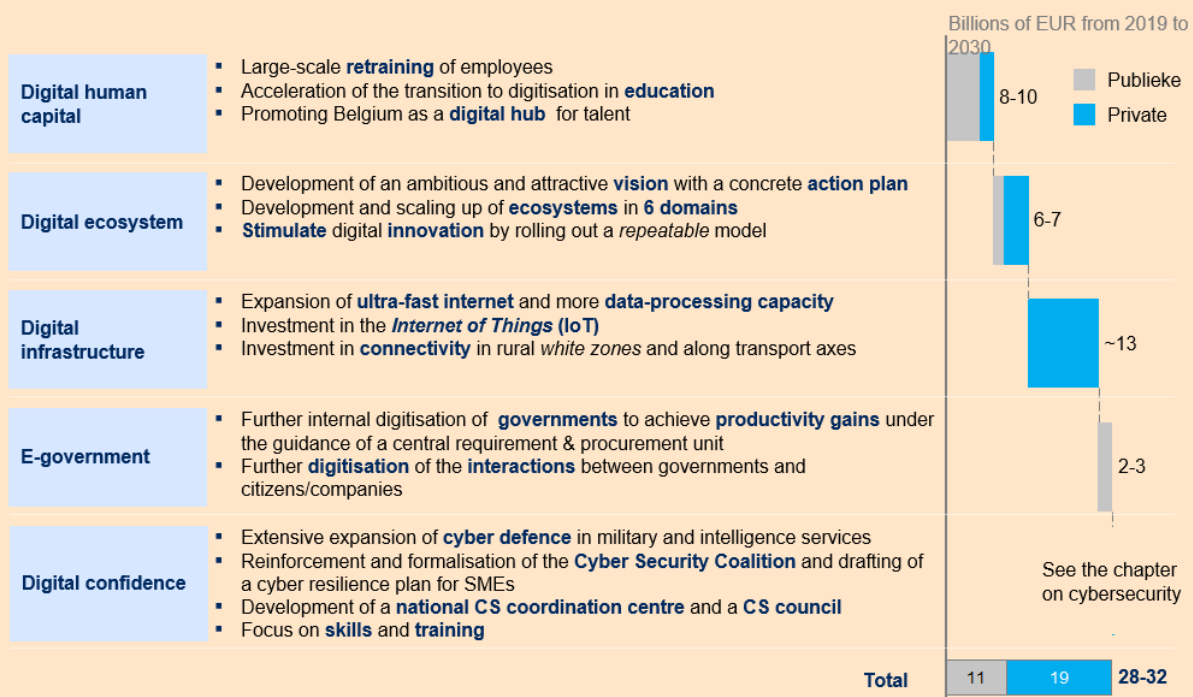 Billions of EUR from 2019 to
2030
Publieke
Private
Digital human
capital
▪ Large-scale retraining of employees
▪ Acceleration of the transition to digitisation in education
▪ Promoting Belgium as a digital hub for talent
8-10
Digital ecosystem
▪ Development of an ambitious and attractive vision with a concrete action plan
▪ Development and scaling up of ecosystems in 6 domains
▪ Stimulate digital innovation by rolling out a repeatable model
6-7
Digital
infrastructure
▪ Expansion of ultra-fast internet and more data-processing capacity
▪ Investment in the Internet of Things (IoT)
▪ Investment in connectivity in rural white zones and along transport axes
~13
E-government
▪ Further internal digitisation of governments to achieve productivity gains under
the guidance of a central requirement & procurement unit
▪ Further digitisation of the interactions between governments and
citizens/companies
2-3
Digital confidence
▪ Extensive expansion of cyber defence in military and intelligence services
▪ Reinforcement and formalisation of the Cyber Security Coalition and drafting of
a cyber resilience plan for SMEs
▪ Development of a national CS coordination centre and a CS council
▪ Focus on skills and training
See the chapter
on cybersecurity
Total
11
19
28-32